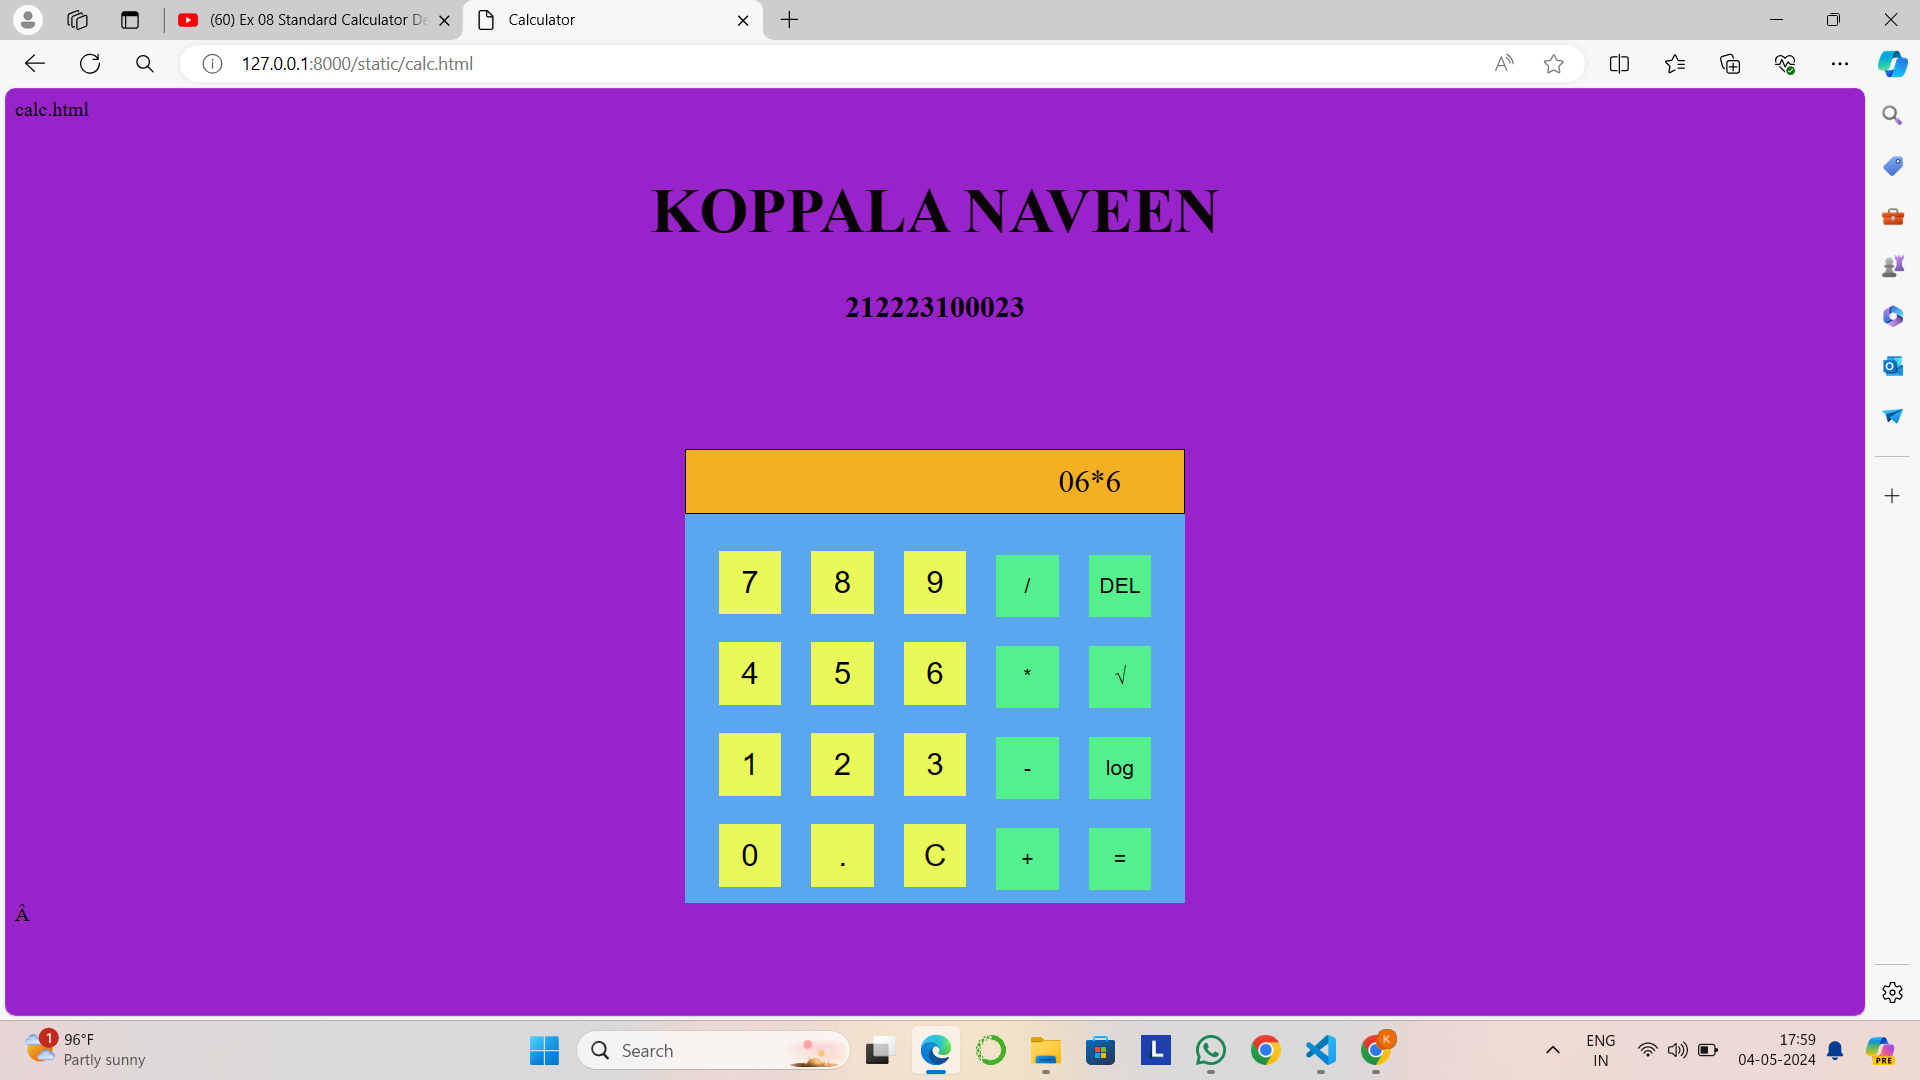 (60) Ex 08 Standard Calculator De
Calculator
127.0.0.1:8000/static/calc.html
calc.html
KOPPALA NAVEEN
212223100023
06*6
7 8 9 / DEL
4 5 6 * √
1 2 3 - log
0 . C + =
Â
1
96°F
Partly sunny
Search
L
K
ENG
IN
17:59
04-05-2024
PRE